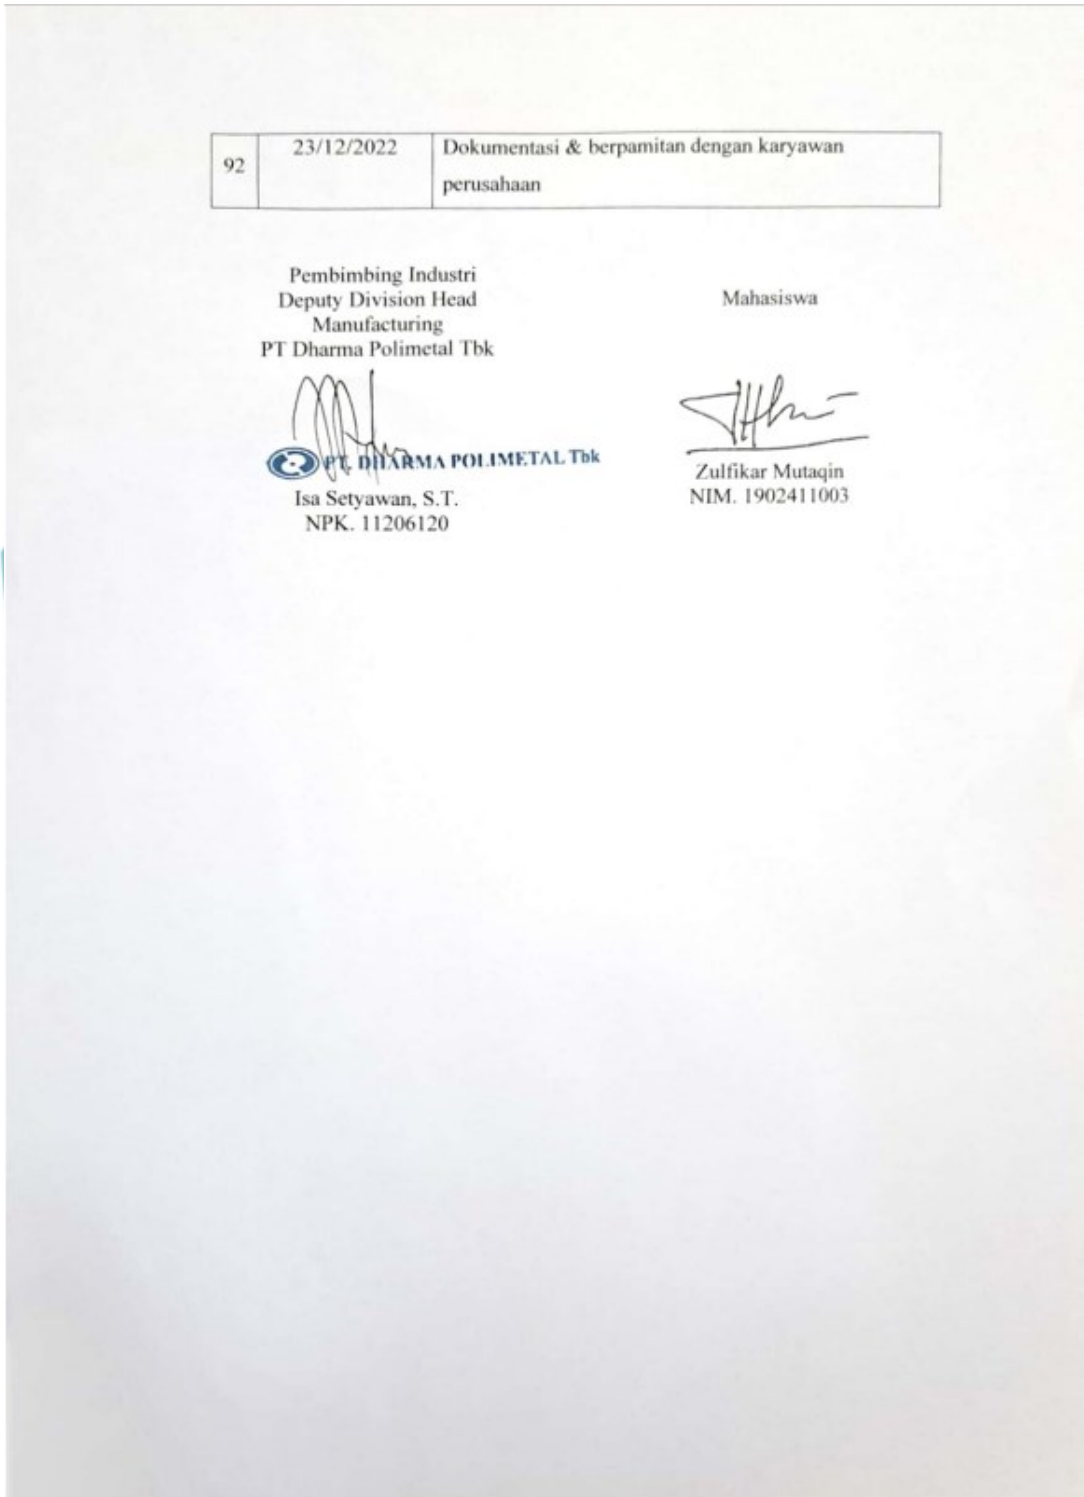 92 23/12/2022 Dokumentasi & berpamitan dengan karyawan
perusahaan
Pembimbing Industri
Deputy Division Head
Manufacturing
PT Dharma Polimetal Tbk
PT. DHARMA POLIMETAL Tbk
Isa Setyawan, S.T.
NPK. 11206120
Mahasiswa
Zulfikar Mutaqin
NIM. 1902411003